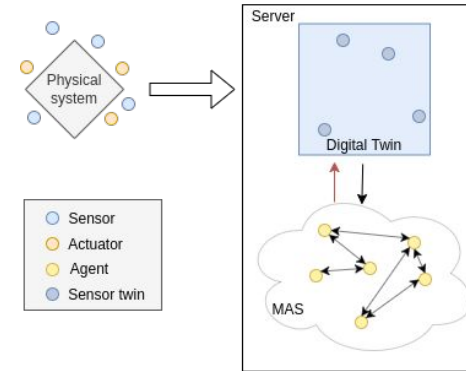 Server
Physical
system
Digital Twin
Sensor
Actuator
Agent
Sensor twin
MAS